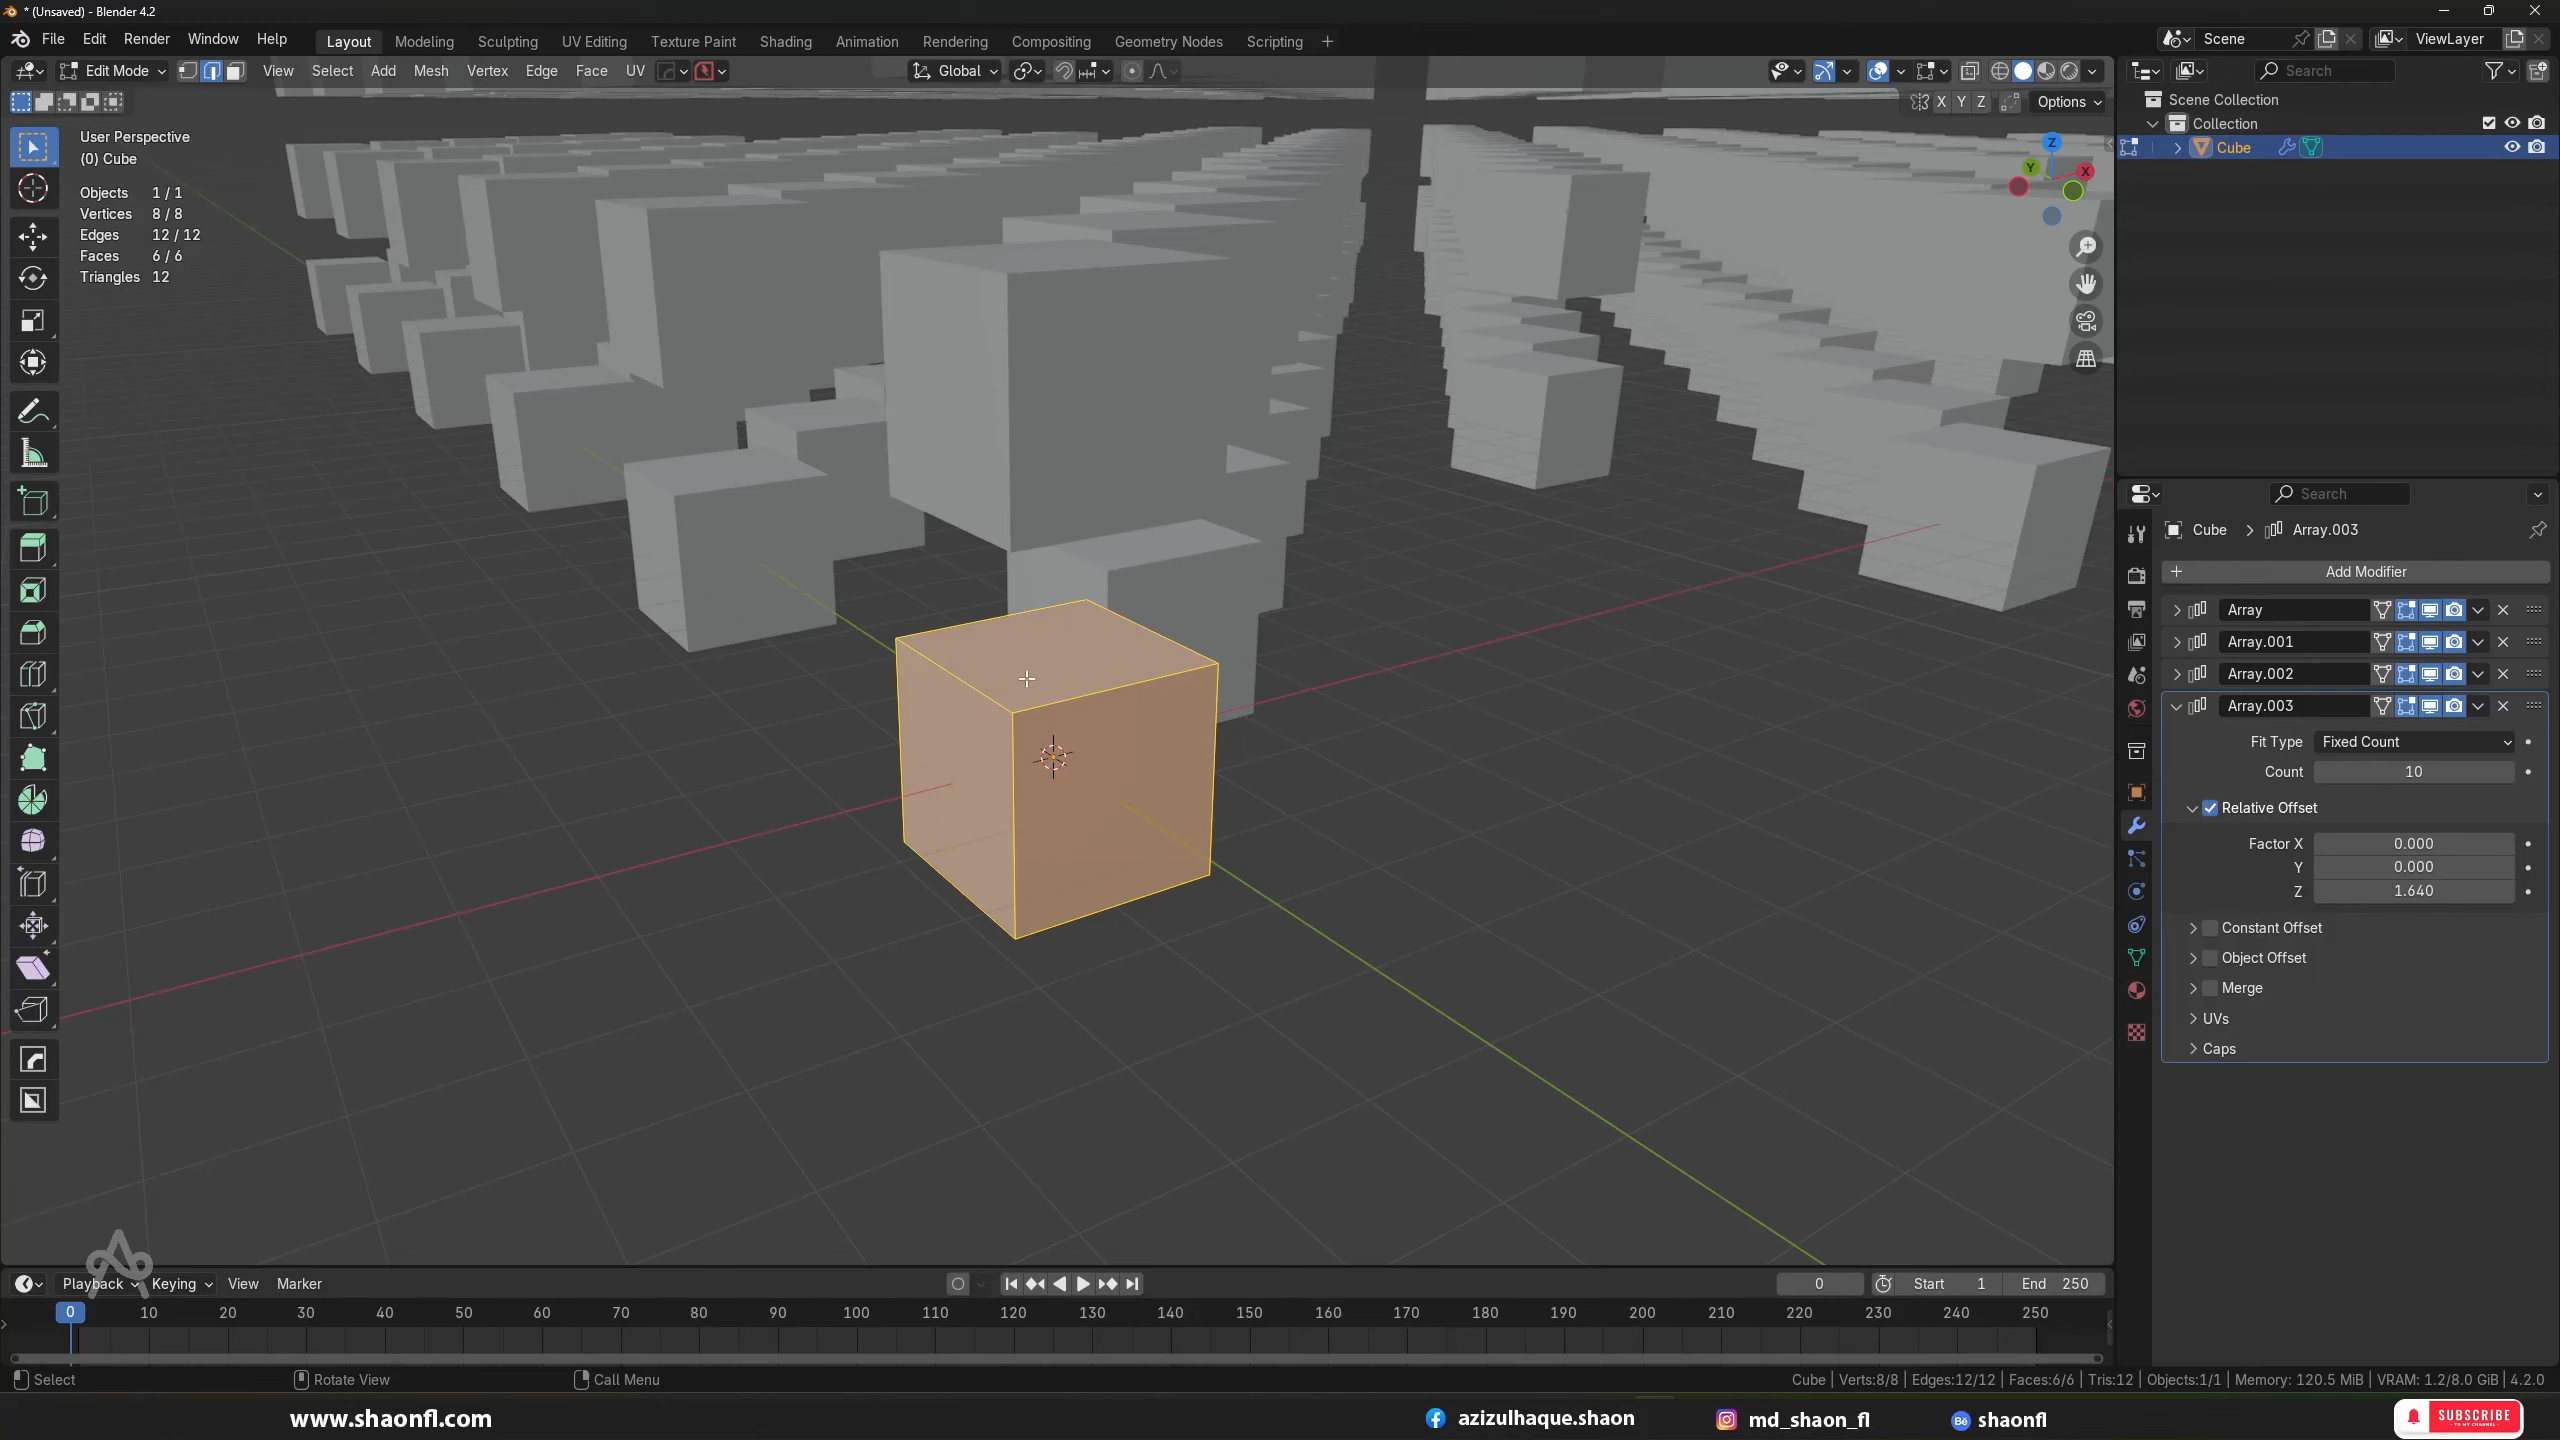 * (Unsaved) - Blender 4.2
File Edit Render Window Help Layout Modeling Sculpting UV Editing Texture Paint Shading Animation Rendering Compositing Geometry Nodes Scripting + Scene ViewLayer
Edit Mode View Select Add Mesh Vertex Edge Face UV Global Search
X Y Z Options
Scene Collection
Collection
Cube
User Perspective
(0) Cube
Objects 1 / 1
Vertices 8 / 8
Edges 12 / 12
Faces 6 / 6
Triangles 12
Z
Y
X
Search
Cube > Array.003
+ Add Modifier
Array
Array.001
Array.002
Array.003
Fit Type Fixed Count
Count 10
Relative Offset
Factor X 0.000
Y 0.000
Z 1.640
Constant Offset
Object Offset
Merge
UVs
Caps
Playback Keying View Marker 0 Start 1 End 250
0 10 20 30 40 50 60 70 80 90 100 110 120 130 140 150 160 170 180 190 200 210 220 230 240 250
Select Rotate View Call Menu Cube | Verts:8/8 | Edges:12/12 | Faces:6/6 | Tris:12 | Objects:1/1 | Memory: 120.5 MiB | VRAM: 1.2/8.0 GiB | 4.2.0
www.shaonfl.com azizulhaque.shaon md_shaon_fl Bē shaonfl SUBSCRIBE
TO MY CHANNEL